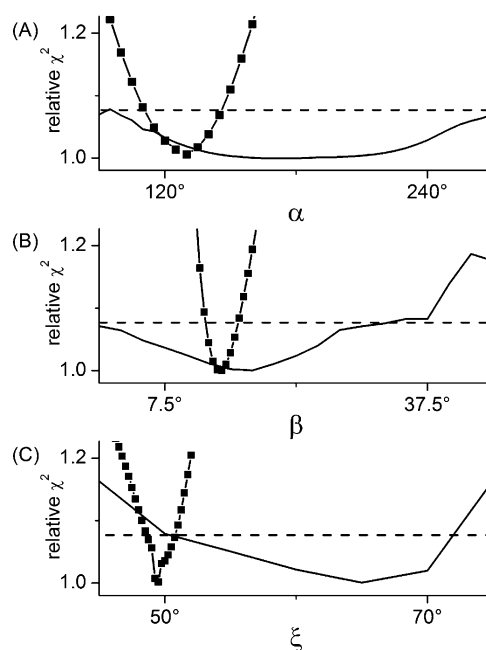 (A)
relative χ²
1.2
1.0
120° 240°
α
(B)
relative χ²
1.2
1.0
7.5° 37.5°
β
(C)
relative χ²
1.2
1.0
50° 70°
ξ